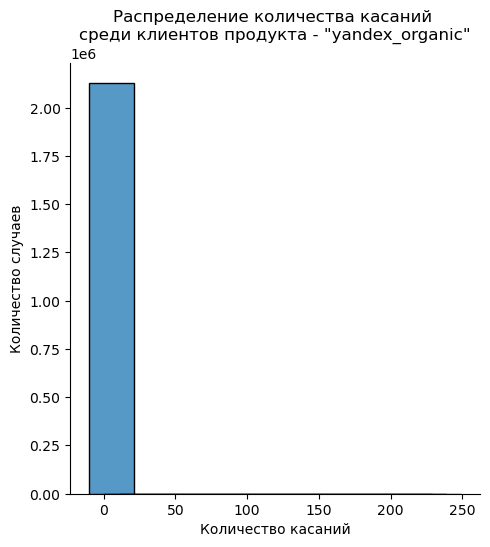 Распределение количества касаний
среди клиентов продукта - "yandex_organic"
1e6
2.00
1.75
1.50
1.25
1.00
0.75
0.50
0.25
0.00
Количество случаев
0 50 100 150 200 250
Количество касаний